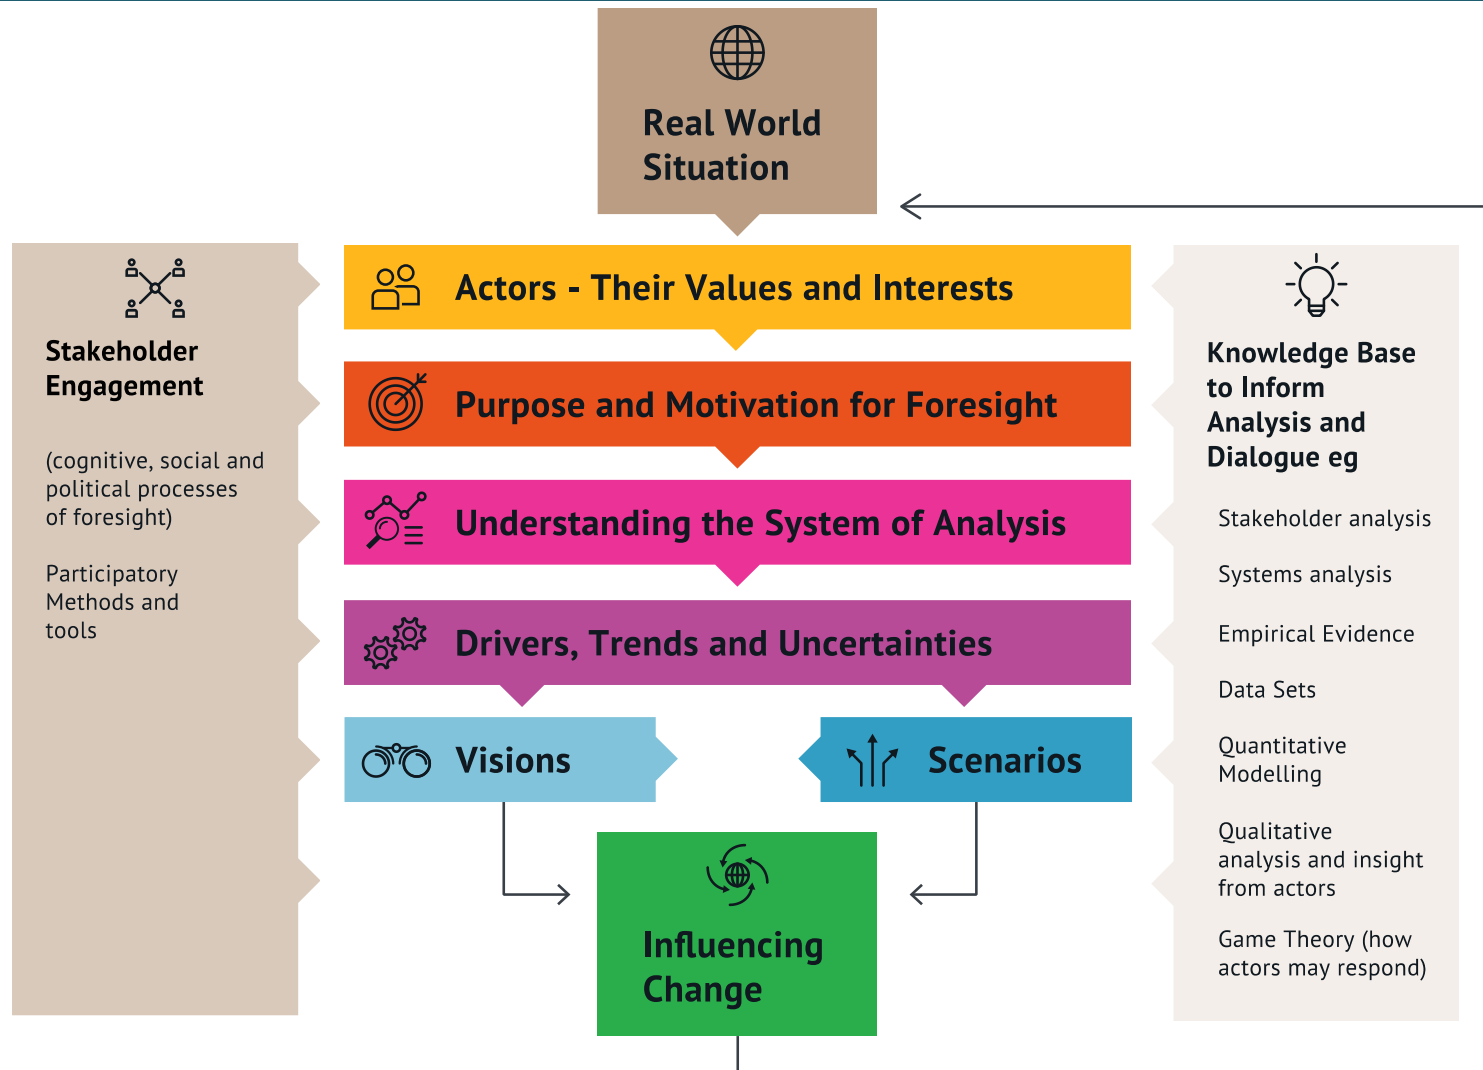 Real World
Situation
Stakeholder
Engagement
(cognitive, social and
political processes
of foresight)
Participatory
Methods and
tools
Actors - Their Values and Interests
Purpose and Motivation for Foresight
Understanding the System of Analysis
Drivers, Trends and Uncertainties
Visions
Scenarios
Influencing
Change
Knowledge Base
to Inform
Analysis and
Dialogue eg
Stakeholder analysis
Systems analysis
Empirical Evidence
Data Sets
Quantitative
Modelling
Qualitative
analysis and insight
from actors
Game Theory (how
actors may respond)